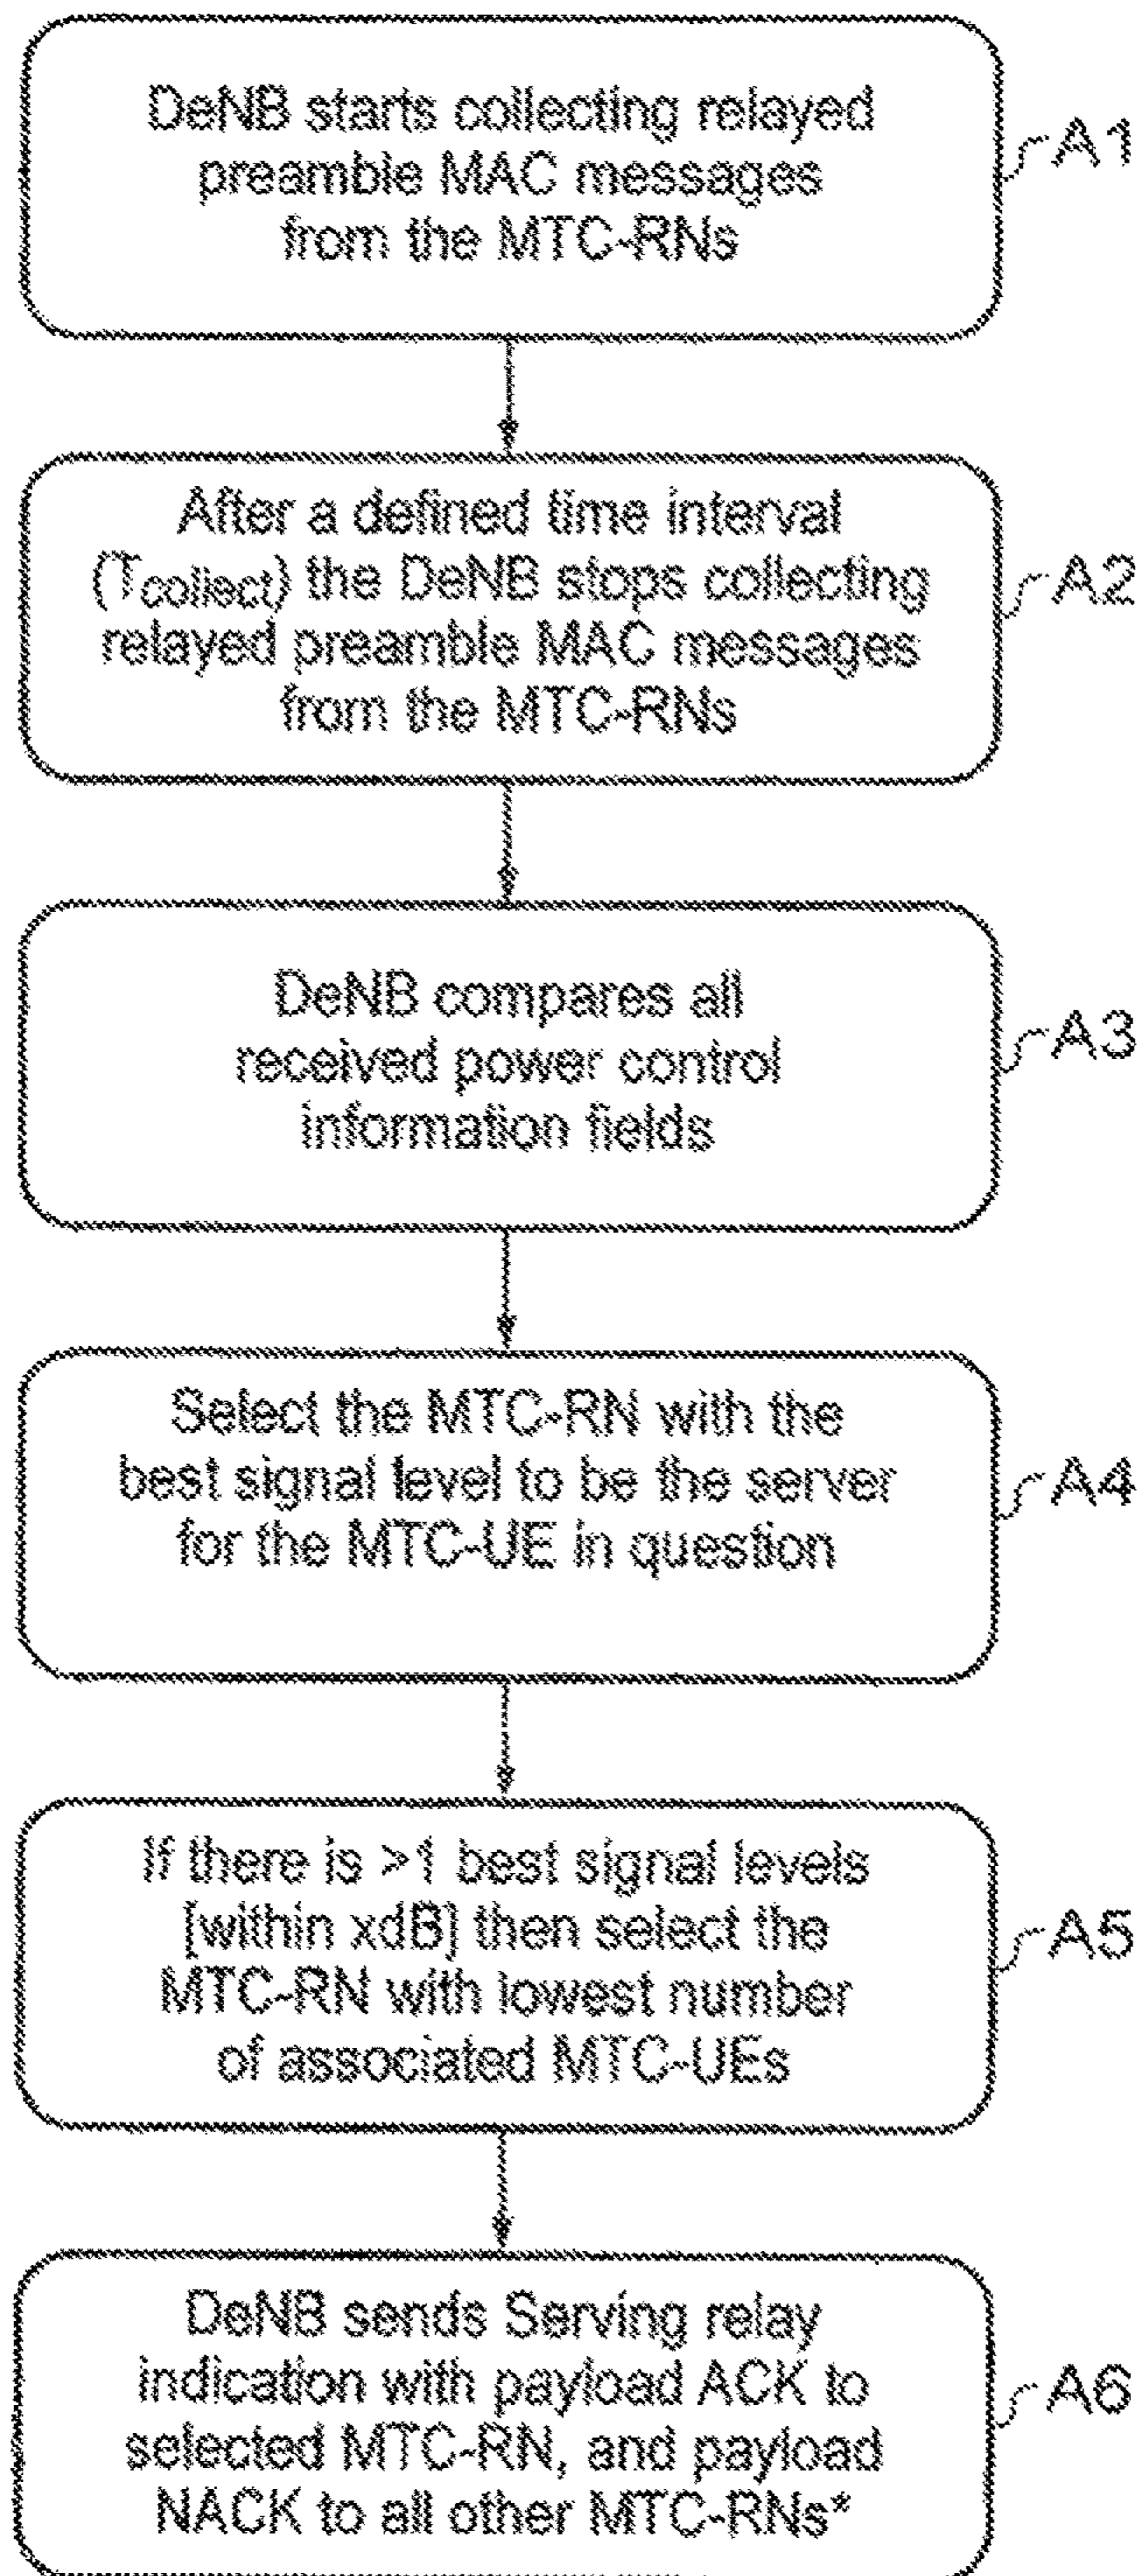 DeNB starts collecting relayed
preamble MAC messages
from the MTC-RNs
A1
After a defined time interval
(Tcollect) the DeNB stops collecting
relayed preamble MAC messages
from the MTC-RNs
A2
DeNB compares all
received power control
information fields
A3
Select the MTC-RN with the
best signal level to be the server
for the MTC-UE in question
A4
If there is >1 best signal levels
[within xdB] then select the
MTC-RN with lowest number
of associated MTC-UEs
A5
DeNB sends Serving relay
indication with payload ACK to
selected MTC-RN, and payload
NACK to all other MTC-RNs*
A6